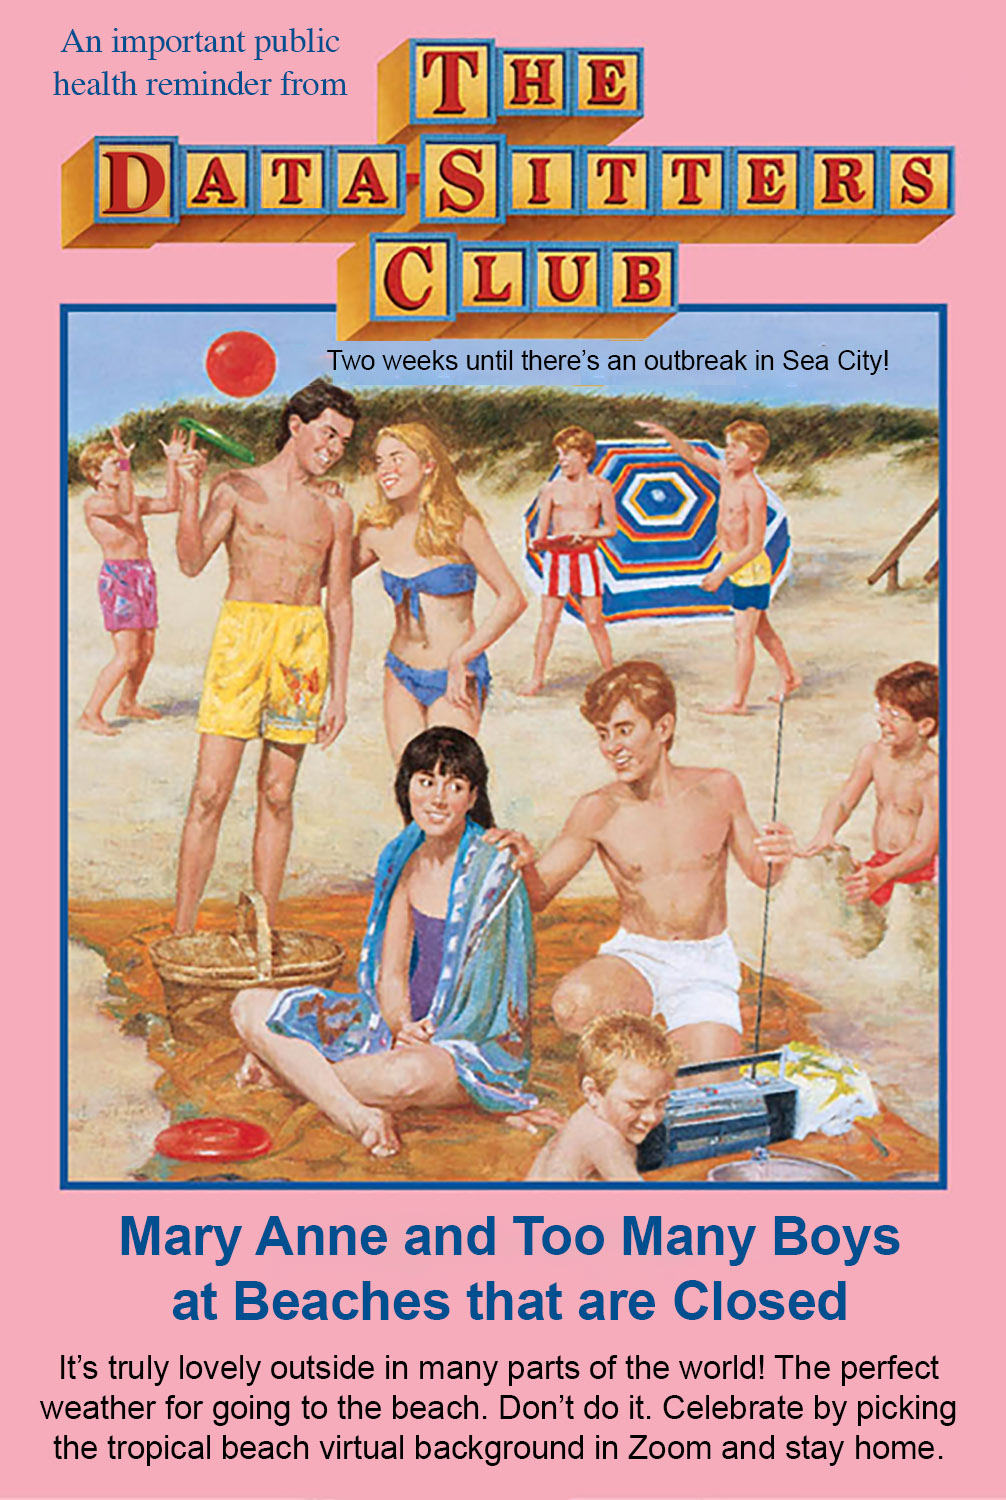 An important public
health reminder from
THE
DATA-SITTERS
CLUB
Two weeks until there's an outbreak in Sea City!
Mary Anne and Too Many Boys
at Beaches that are Closed
It's truly lovely outside in many parts of the world! The perfect
weather for going to the beach. Don't do it. Celebrate by picking
the tropical beach virtual background in Zoom and stay home.